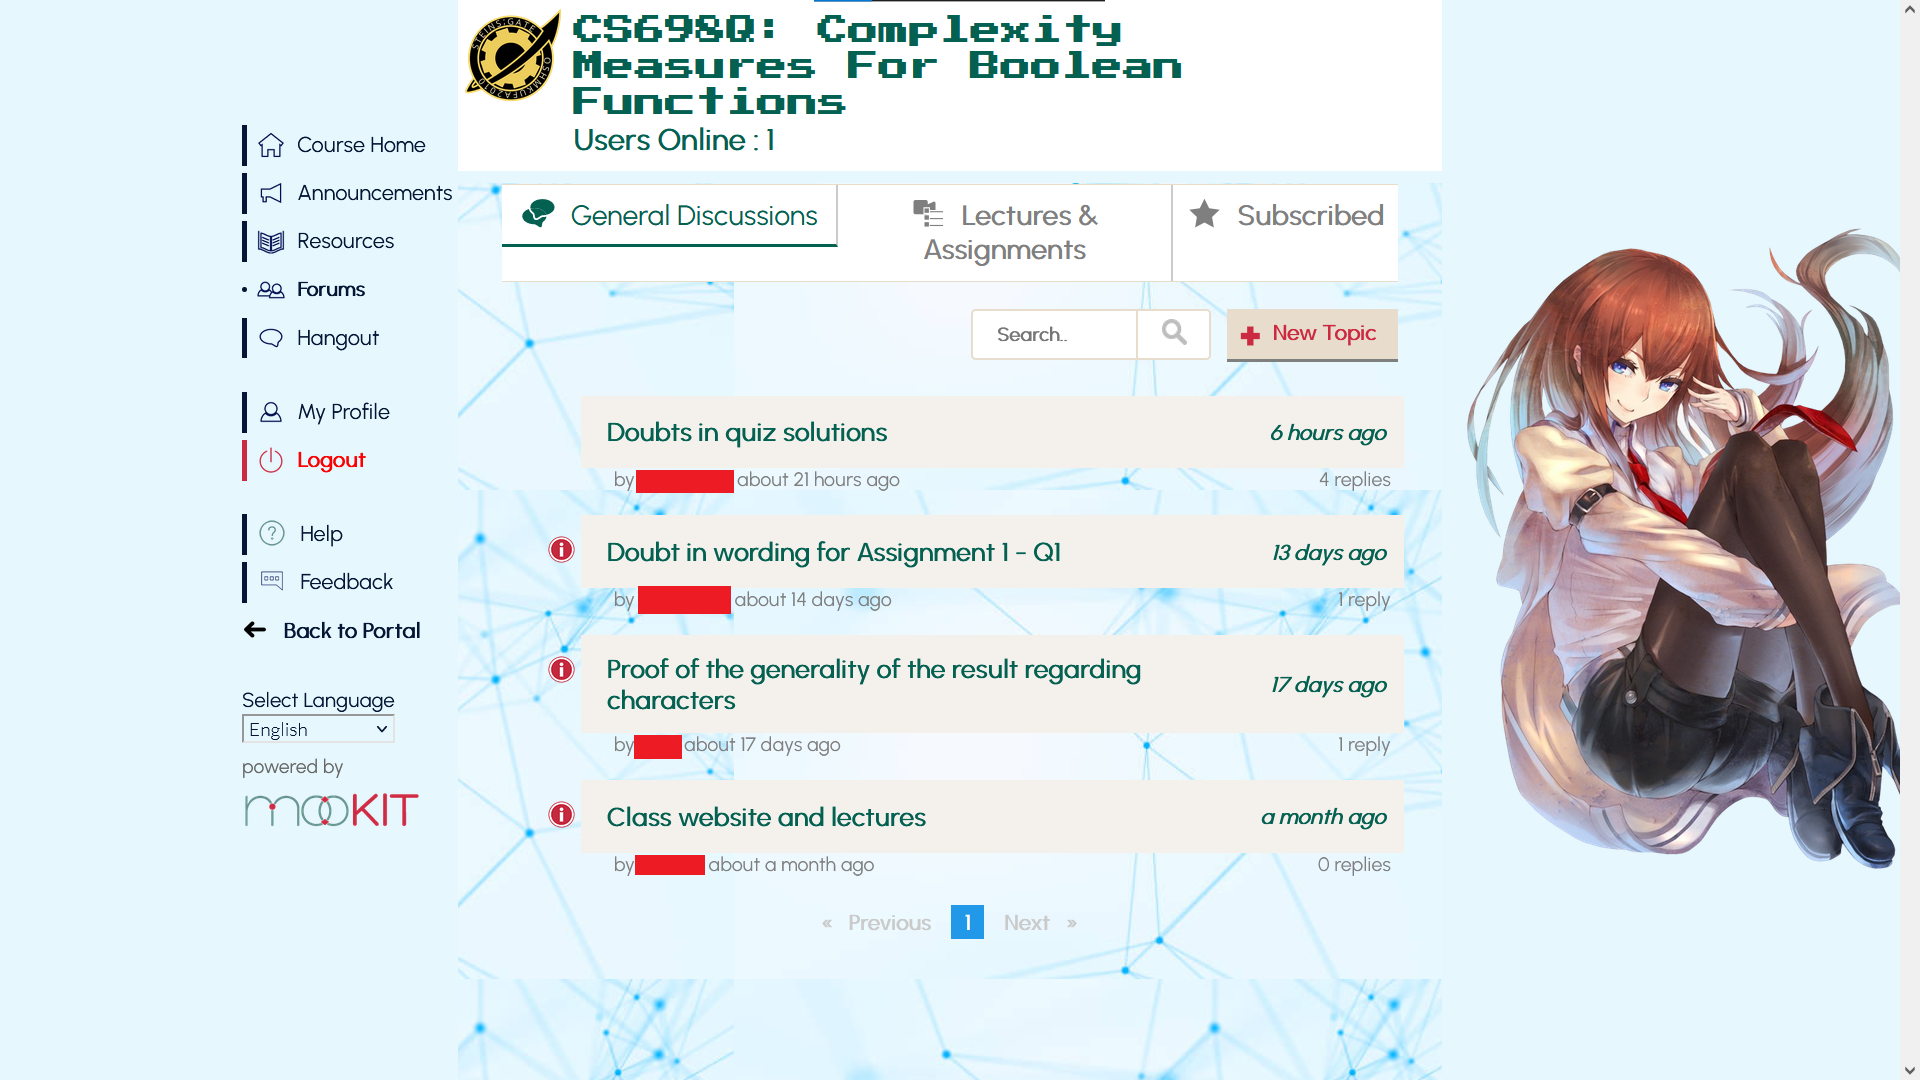 STEINS;GATE
OSHMKUFA2010
CS698Q: Complexity
Measures For Boolean
Functions
Users Online : 1
Course Home
Announcements
Resources
Forums
Hangout
My Profile
Logout
Help
Feedback
Back to Portal
Select Language
English
powered by
mooKIT
General Discussions
Lectures &
Assignments
Subscribed
Search..
New Topic
Doubts in quiz solutions
6 hours ago
by about 21 hours ago
4 replies
Doubt in wording for Assignment 1 - Q1
13 days ago
by about 14 days ago
1 reply
Proof of the generality of the result regarding
characters
17 days ago
by about 17 days ago
1 reply
Class website and lectures
a month ago
by about a month ago
0 replies
« Previous 1 Next »